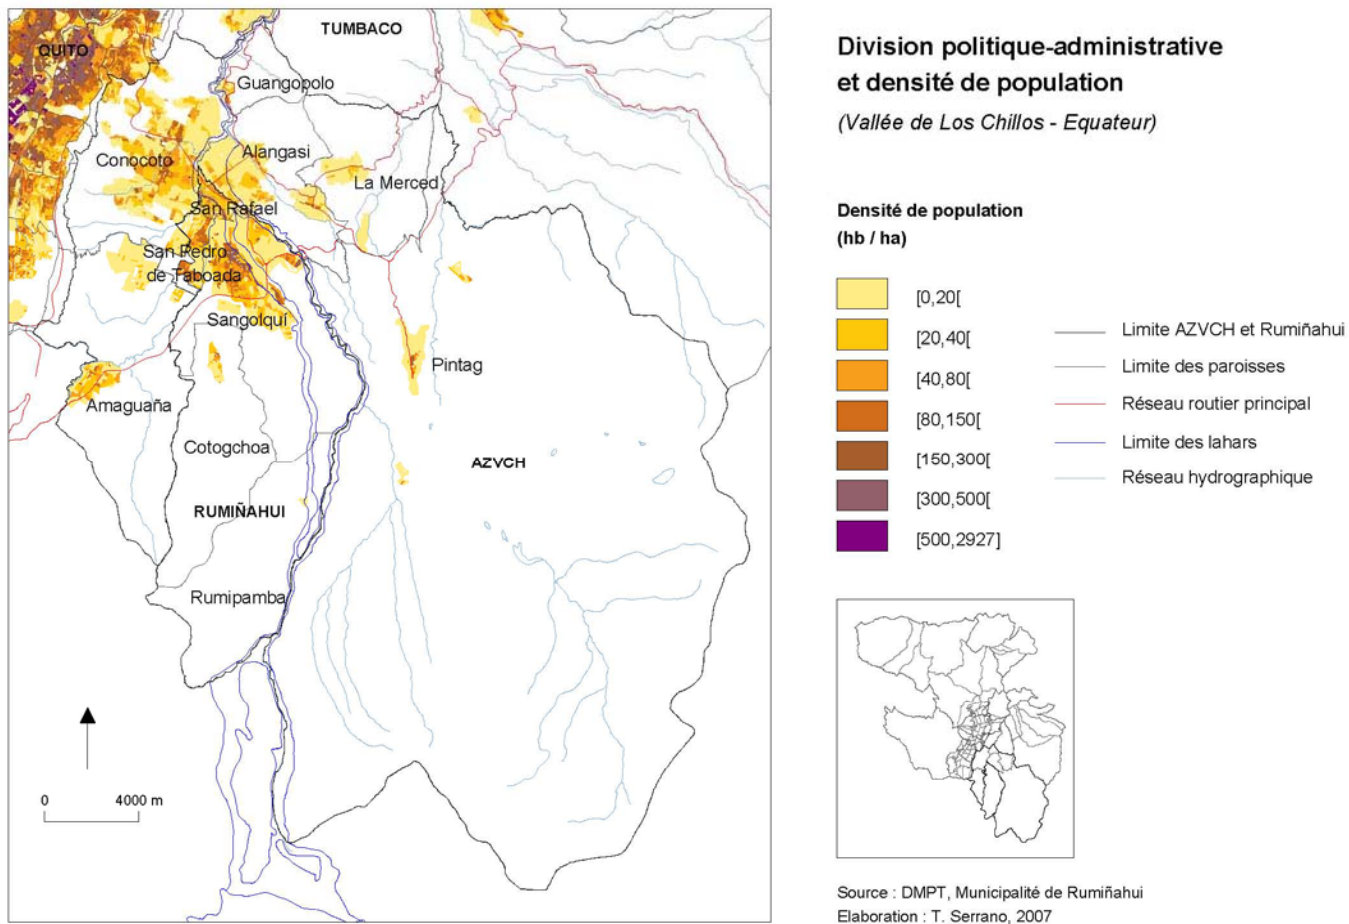 QUITO
TUMBACO
Guangopolo
Conocoto
Alangasi
La Merced
San Rafael
San Pedro
de Taboada
Sangolquí
Pintag
Amaguaña
Cotogchoa
AZVCH
RUMIÑAHUI
Rumipamba
0 4000 m
Division politique-administrative
et densité de population
(Vallée de Los Chillos - Equateur)
Densité de population
(hb / ha)
[0,20[
[20,40[
[40,80[
[80,150[
[150,300[
[300,500[
[500,2927]
Limite AZVCH et Rumiñahui
Limite des paroisses
Réseau routier principal
Limite des lahars
Réseau hydrographique
Source : DMPT, Municipalité de Rumiñahui
Elaboration : T. Serrano, 2007